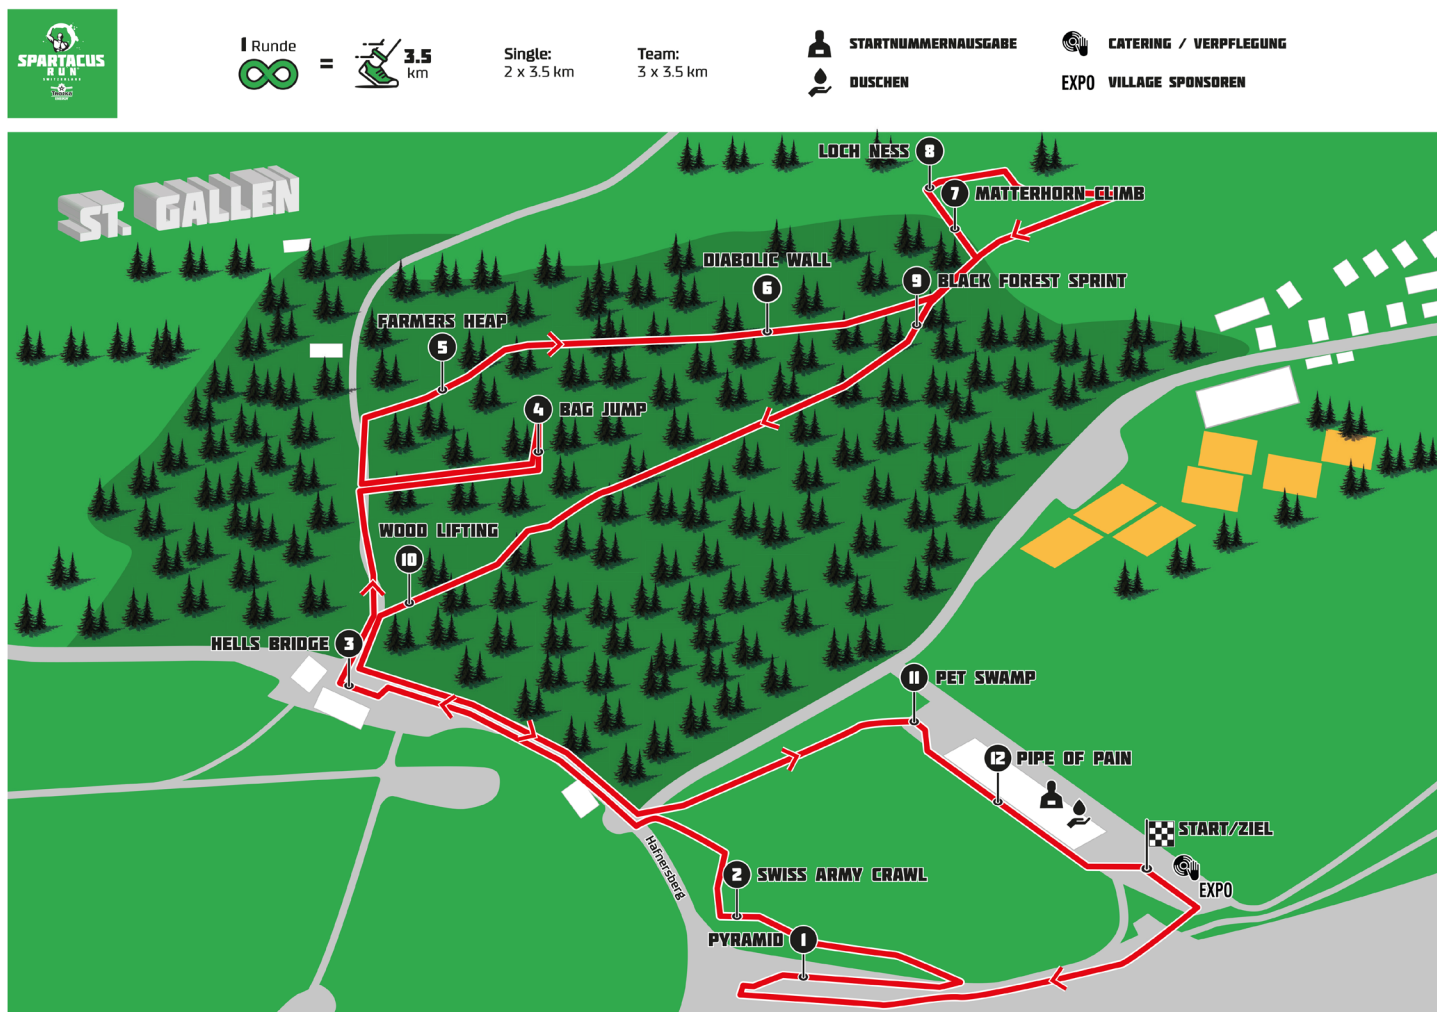 SPARTACUS
RUN
SWITZERLAND
1 Runde
=
3.5
km
Single:
2 x 3.5 km
Team:
3 x 3.5 km
STARTNUMMERNAUSGABE
DUSCHEN
CATERING / VERPFLEGUNG
EXPO VILLAGE SPONSOREN
ST. GALLEN
LOCH NESS 8
7 MATTERHORN CLIMB
DIABOLIC WALL
6
9 BLACK FOREST SPRINT
FARMERS HEAP
5
4 BAG JUMP
WOOD LIFTING
10
HELLS BRIDGE 3
11 PET SWAMP
12 PIPE OF PAIN
START/ZIEL
EXPO
Hafnersberg
2 SWISS ARMY CRAWL
PYRAMID 1